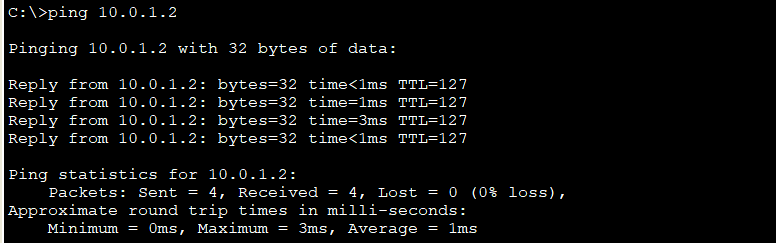 C:\>ping 10.0.1.2
Pinging 10.0.1.2 with 32 bytes of data:
Reply from 10.0.1.2: bytes=32 time<1ms TTL=127
Reply from 10.0.1.2: bytes=32 time=1ms TTL=127
Reply from 10.0.1.2: bytes=32 time=3ms TTL=127
Reply from 10.0.1.2: bytes=32 time<1ms TTL=127
Ping statistics for 10.0.1.2:
    Packets: Sent = 4, Received = 4, Lost = 0 (0% loss),
Approximate round trip times in milli-seconds:
    Minimum = 0ms, Maximum = 3ms, Average = 1ms